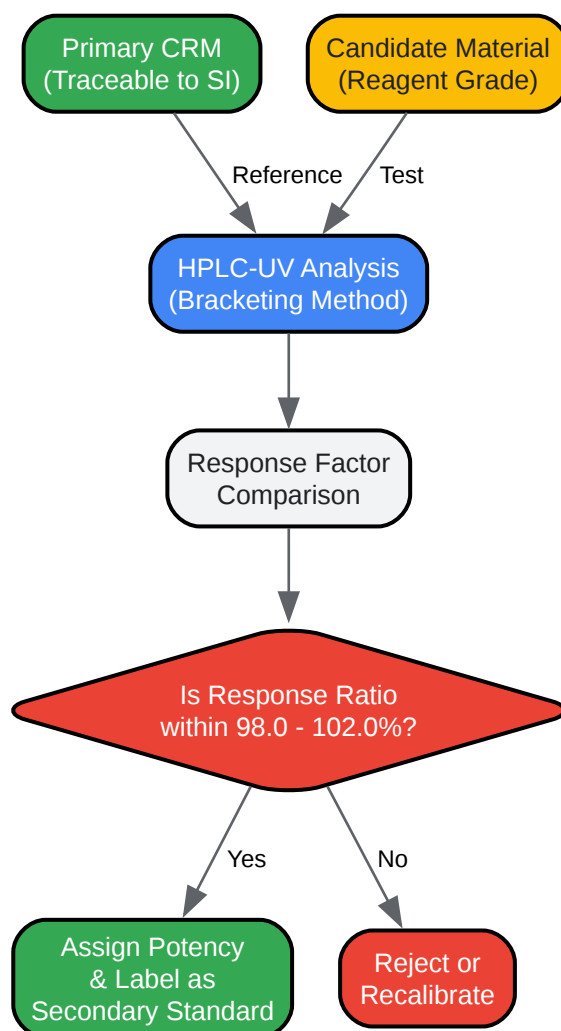 Primary CRM
(Traceable to SI)
Candidate Material
(Reagent Grade)
Reference
Test
HPLC-UV Analysis
(Bracketing Method)
Response Factor
Comparison
Is Response Ratio
within 98.0 - 102.0%?
Yes
No
Assign Potency
& Label as
Secondary Standard
Reject or
Recalibrate